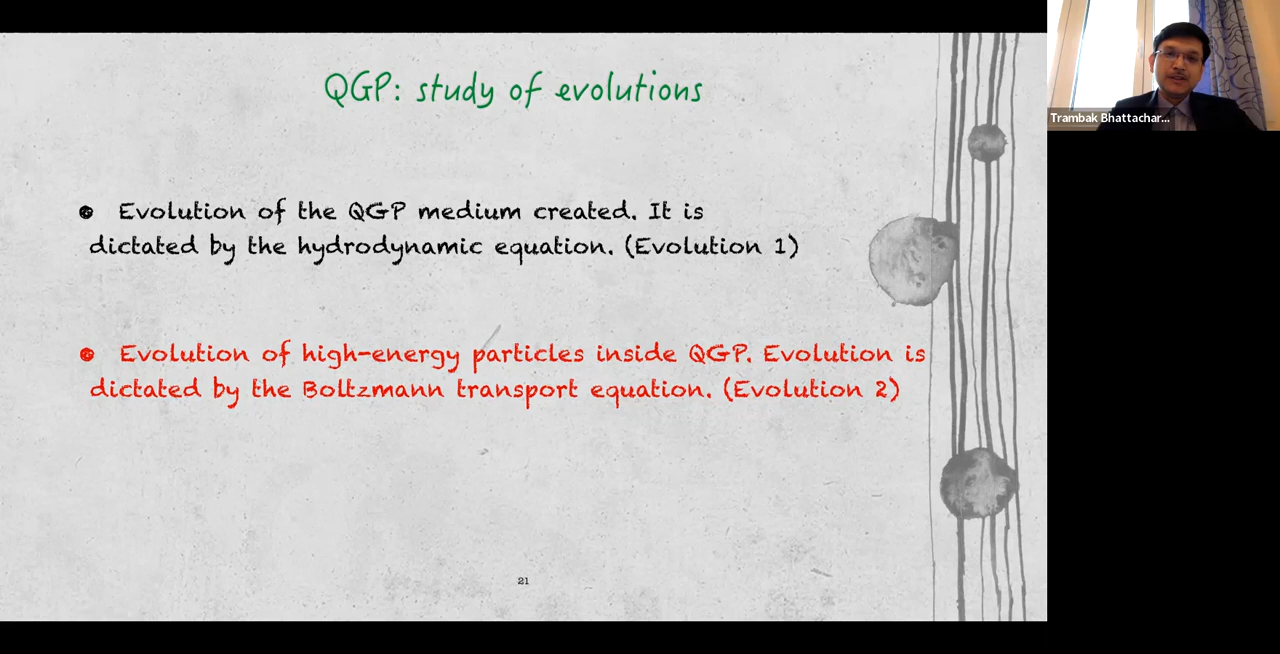 QGP: study of evolutions
Evolution of the QGP medium created. It is
dictated by the hydrodynamic equation. (Evolution 1)
Evolution of high-energy particles inside QGP. Evolution is
dictated by the Boltzmann transport equation. (Evolution 2)
21
Trambak Bhattachar...